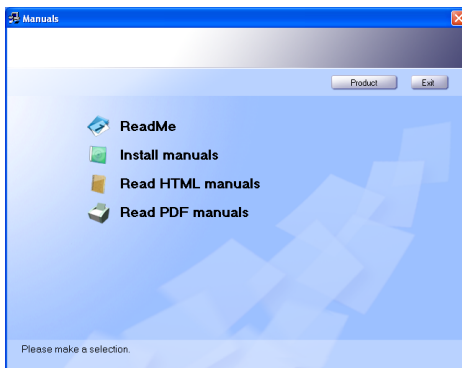 Manuals
Product Exit
ReadMe
Install manuals
Read HTML manuals
Read PDF manuals
Please make a selection.